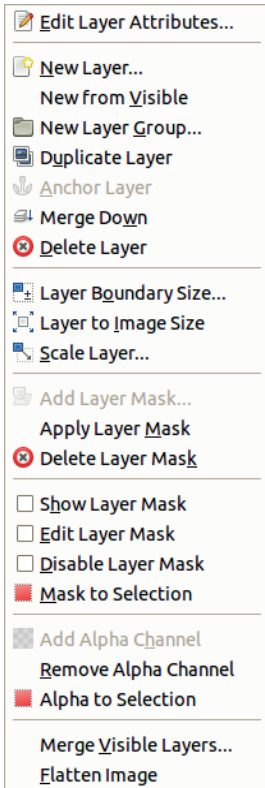 Edit Layer Attributes...
New Layer...
New from Visible
New Layer Group...
Duplicate Layer
Anchor Layer
Merge Down
Delete Layer
Layer Boundary Size...
Layer to Image Size
Scale Layer...
Add Layer Mask...
Apply Layer Mask
Delete Layer Mask
Show Layer Mask
Edit Layer Mask
Disable Layer Mask
Mask to Selection
Add Alpha Channel
Remove Alpha Channel
Alpha to Selection
Merge Visible Layers...
Flatten Image